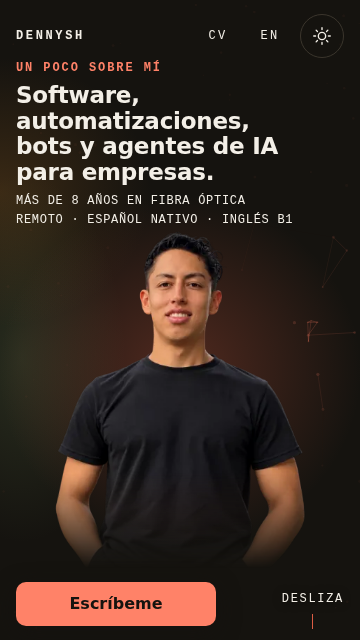 DENNYSH
CV
EN
UN POCO SOBRE MÍ
Software,
automatizaciones,
bots y agentes de IA
para empresas.
MÁS DE 8 AÑOS EN FIBRA ÓPTICA
REMOTO · ESPAÑOL NATIVO · INGLÉS B1
Escríbeme
DESLIZA